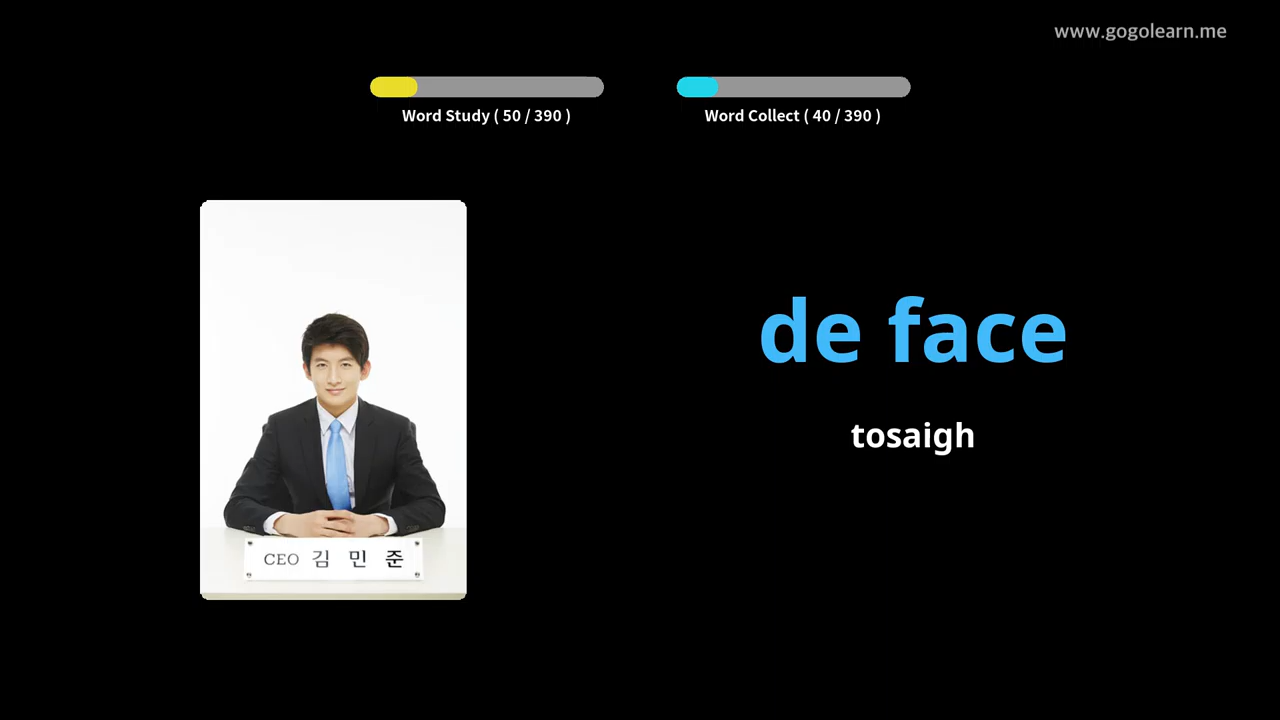 www.gogolearn.me
Word Study ( 50 / 390 )
Word Collect ( 40 / 390 )
de face
tosaigh
CEO 김 민 준